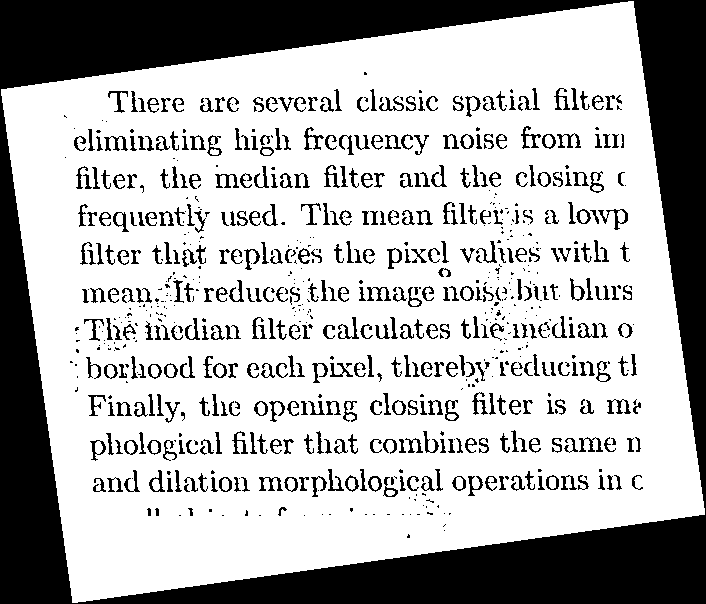 There are several classic spatial filters
eliminating high frequency noise from im
filter, the median filter and the closing
frequently used. The mean filter is a lowp
filter that replaces the pixel values with t
mean. It reduces the image noise but blurs
The median filter calculates the median o
borhood for each pixel, thereby reducing th
Finally, the opening closing filter is a ma
phological filter that combines the same
and dilation morphological operations in